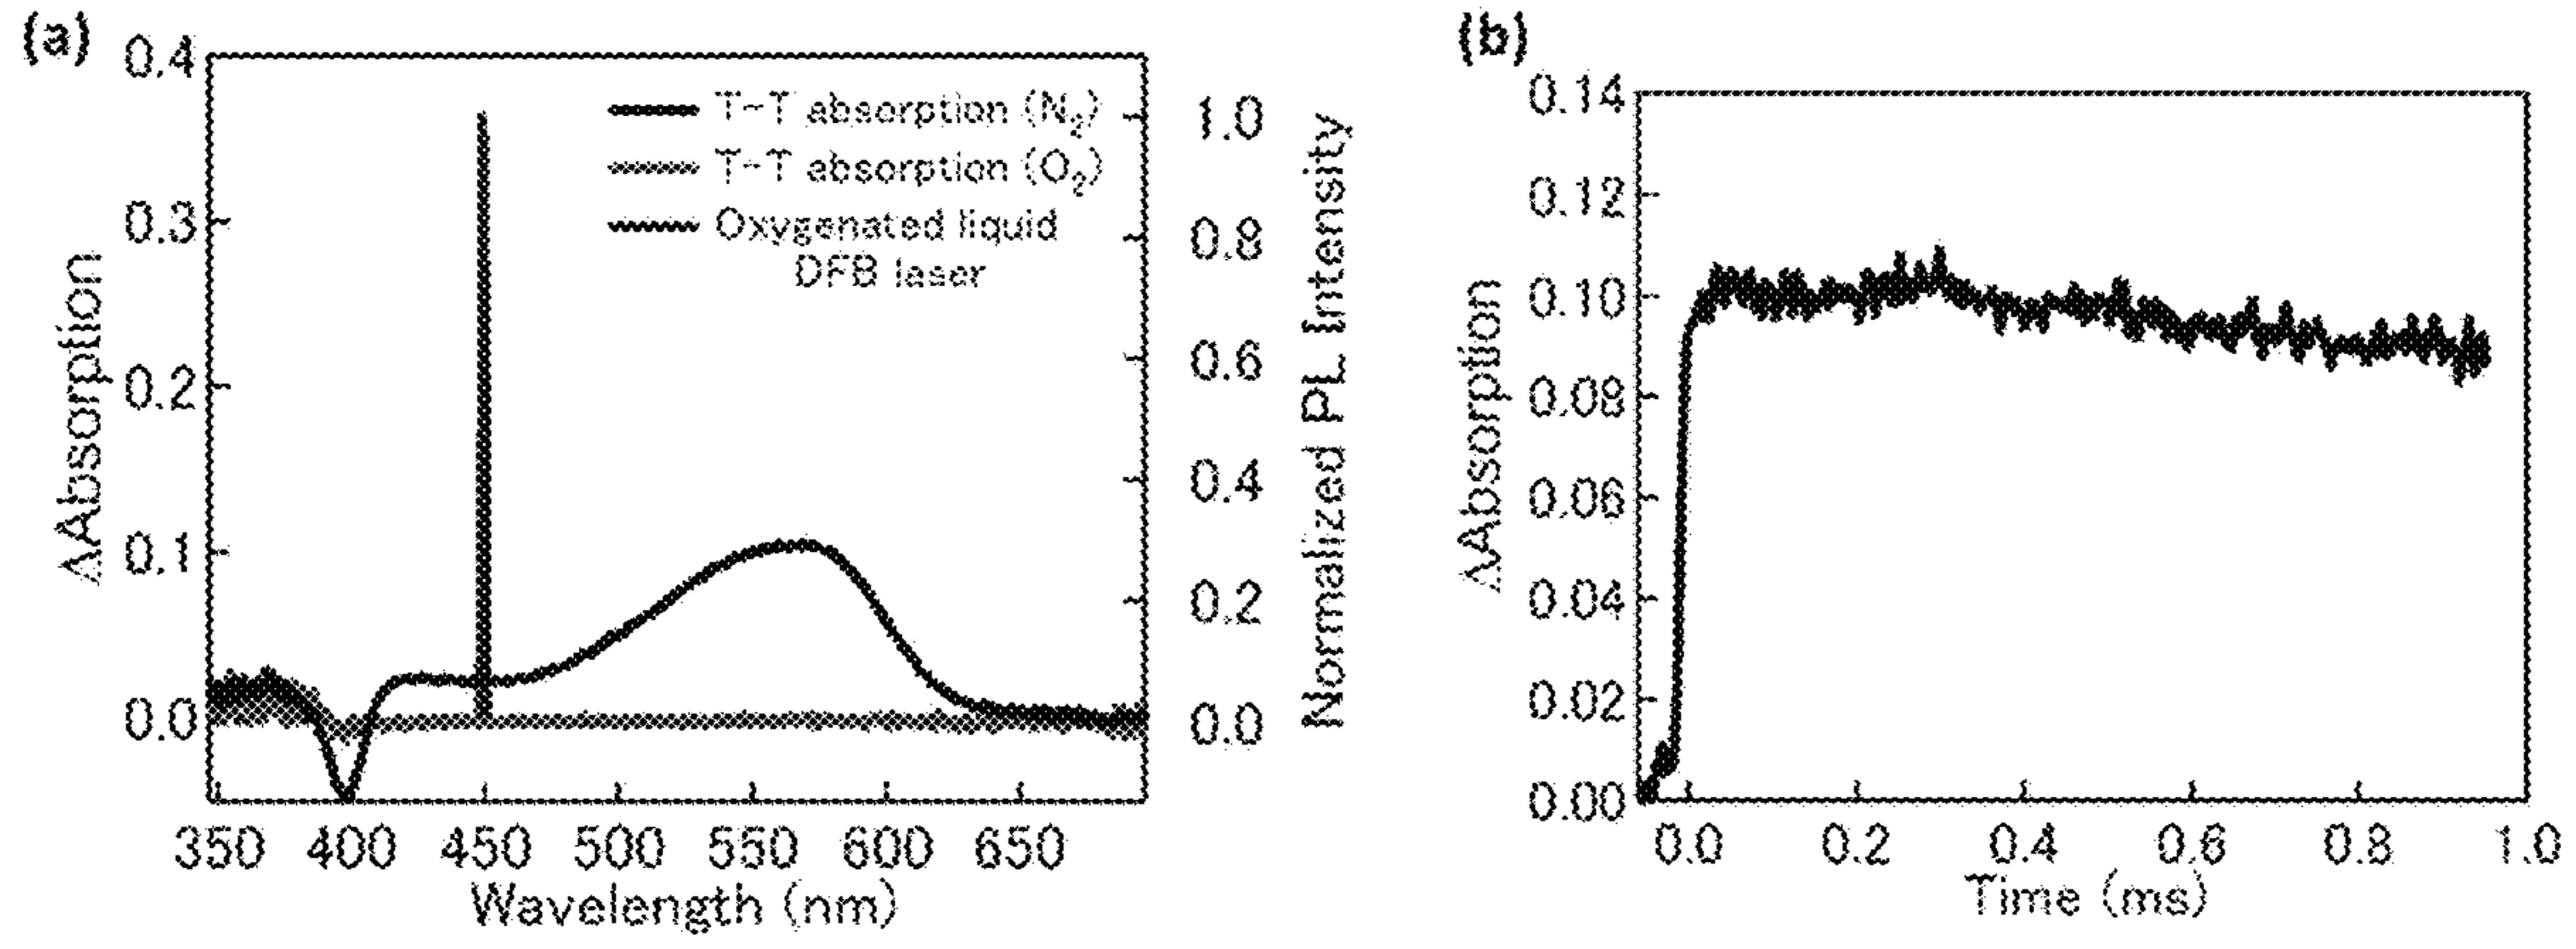 (a)
0.4
0.3
0.2
0.1
0.0
ΔAbsorption
T-T absorption (N2)
T-T absorption (O2)
Oxygenated liquid
DFB laser
1.0
0.8
0.6
0.4
0.2
0.0
Normalized PL Intensity
350 400 450 500 550 600 650
Wavelength (nm)
(b)
0.14
0.12
0.10
0.08
0.06
0.04
0.02
0.00
ΔAbsorption
0.0 0.2 0.4 0.6 0.8 1.0
Time (ms)